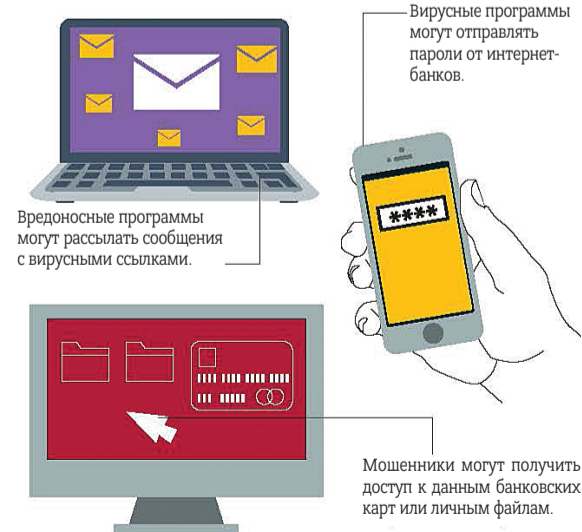 Вирусные программы
могут отправлять
пароли от интернет-
банков.
****
Вредоносные программы
могут рассылать сообщения
с вирусными ссылками.
Мошенники могут получить
доступ к данным банковских
карт или личным файлам.